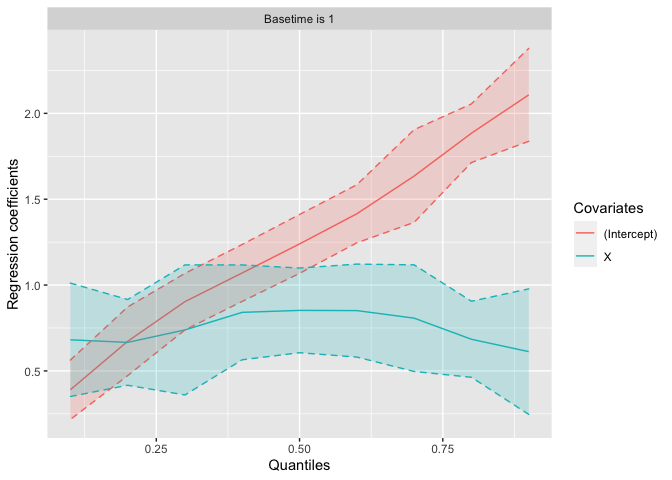 Basetime is 1
Regression coefficients
2.0
1.5
1.0
0.5
0.25
0.50
0.75
Quantiles
Covariates
(Intercept)
X